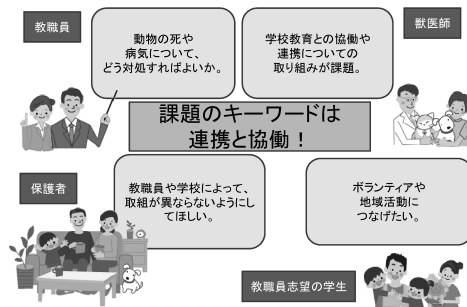 教職員
動物の死や
病気について、
どう対処すればよいか。
学校教育との協働や
連携についての
取り組みが課題。
獣医師
課題のキーワードは
連携と協働！
保護者
教職員や学校によって、
取組が異ならないようにし
てほしい。
ボランティアや
地域活動に
つなげたい。
教職員志望の学生